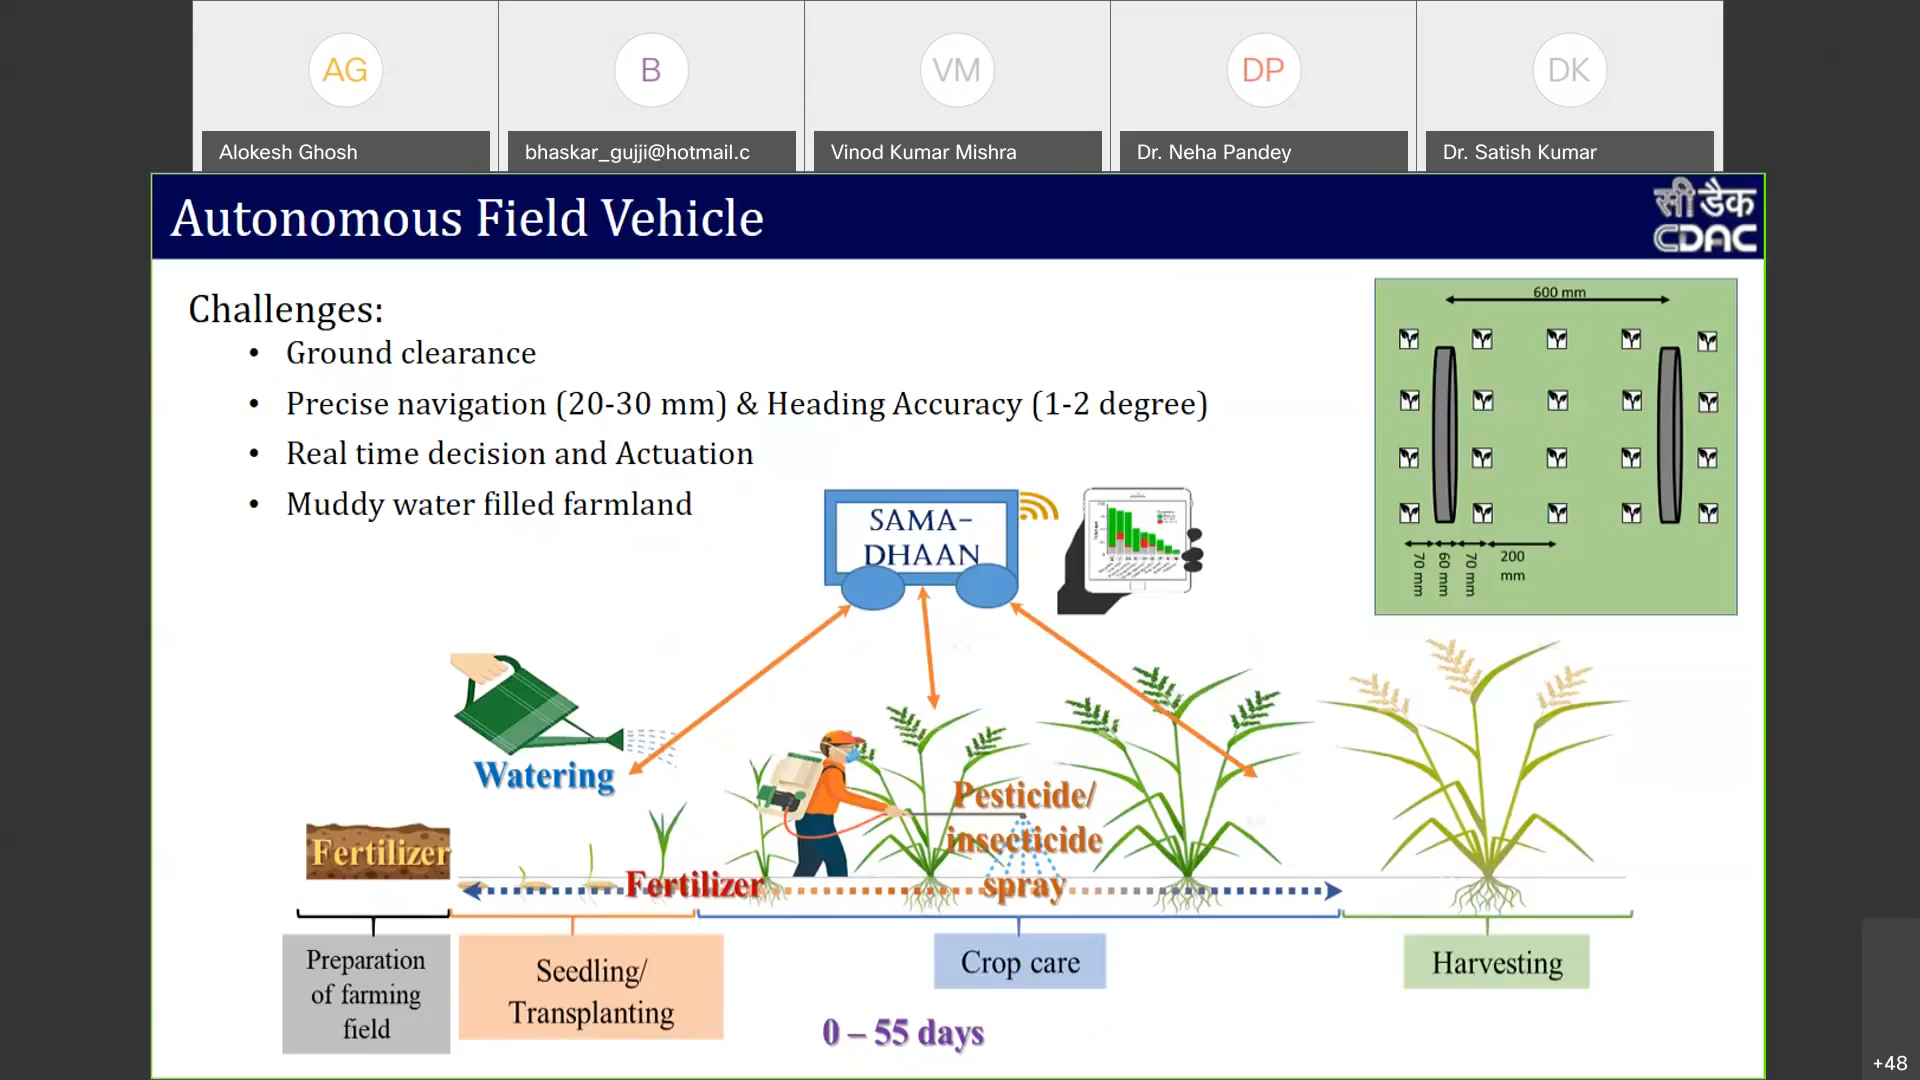 AG
B
VM
DP
DK
Alokesh Ghosh
bhaskar_gujji@hotmail.c
Vinod Kumar Mishra
Dr. Neha Pandey
Dr. Satish Kumar
Autonomous Field Vehicle
सी डैक
CDAC
Challenges:
• Ground clearance
• Precise navigation (20-30 mm) & Heading Accuracy (1-2 degree)
• Real time decision and Actuation
• Muddy water filled farmland
600 mm
70 mm
60 mm
70 mm
200
mm
SAMA-
DHAAN
Watering
Fertilizer
Fertilizer
Pesticide/
insecticide
spray
Preparation
of farming
field
Seedling/
Transplanting
Crop care
Harvesting
0 – 55 days
+48